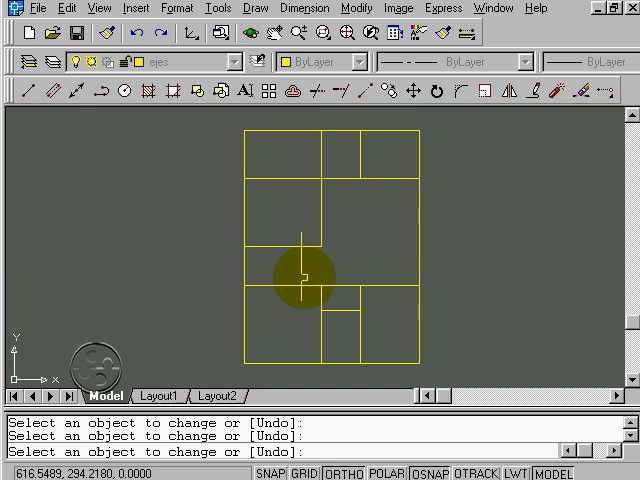 File Edit View Insert Format Tools Draw Dimension Modify Image Express Window Help
ejes ByLayer ByLayer ByLayer
A
Y
X
Model Layout1 Layout2
Select an object to change or [Undo]:
Select an object to change or [Undo]:
Select an object to change or [Undo]:
616.5489, 294.2180, 0.0000 SNAP GRID ORTHO POLAR OSNAP OTRACK LWT MODEL